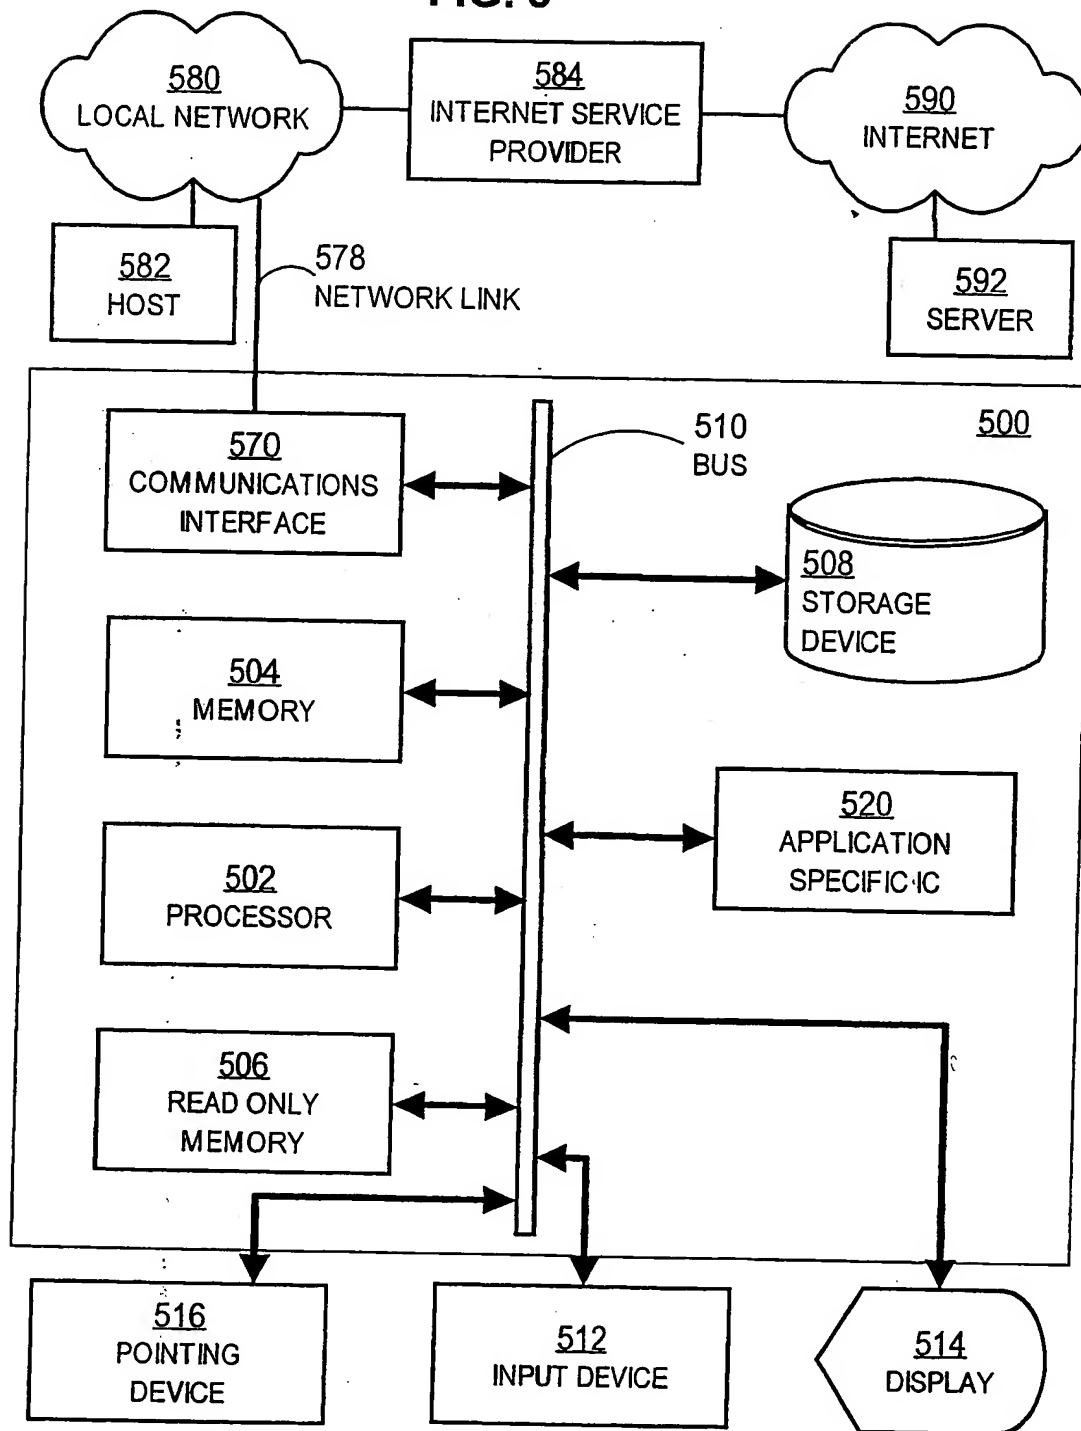 580
LOCAL NETWORK
584
INTERNET SERVICE
PROVIDER
590
INTERNET
582
HOST
578
NETWORK LINK
592
SERVER
500
570
COMMUNICATIONS
INTERFACE
510
BUS
508
STORAGE
DEVICE
504
MEMORY
520
APPLICATION
SPECIFIC IC
502
PROCESSOR
506
READ ONLY
MEMORY
516
POINTING
DEVICE
512
INPUT DEVICE
514
DISPLAY